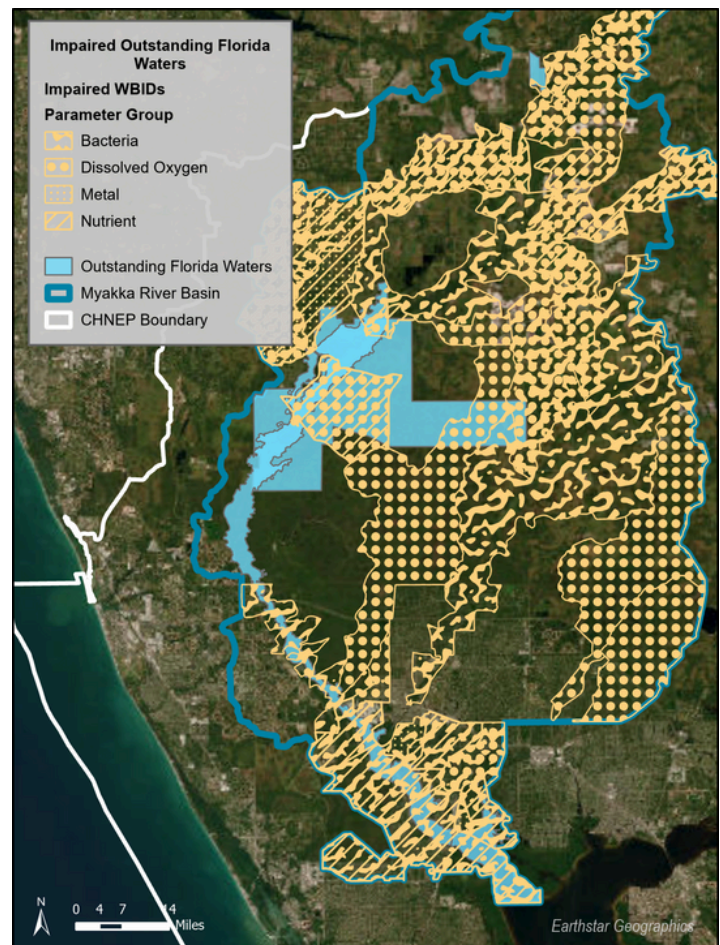 Impaired Outstanding Florida
Waters
Impaired WBIDs
Parameter Group
Bacteria
Dissolved Oxygen
Metal
Nutrient
Outstanding Florida Waters
Myakka River Basin
CHNEP Boundary
N
0 4 7 14
Miles
Earthstar Geographics